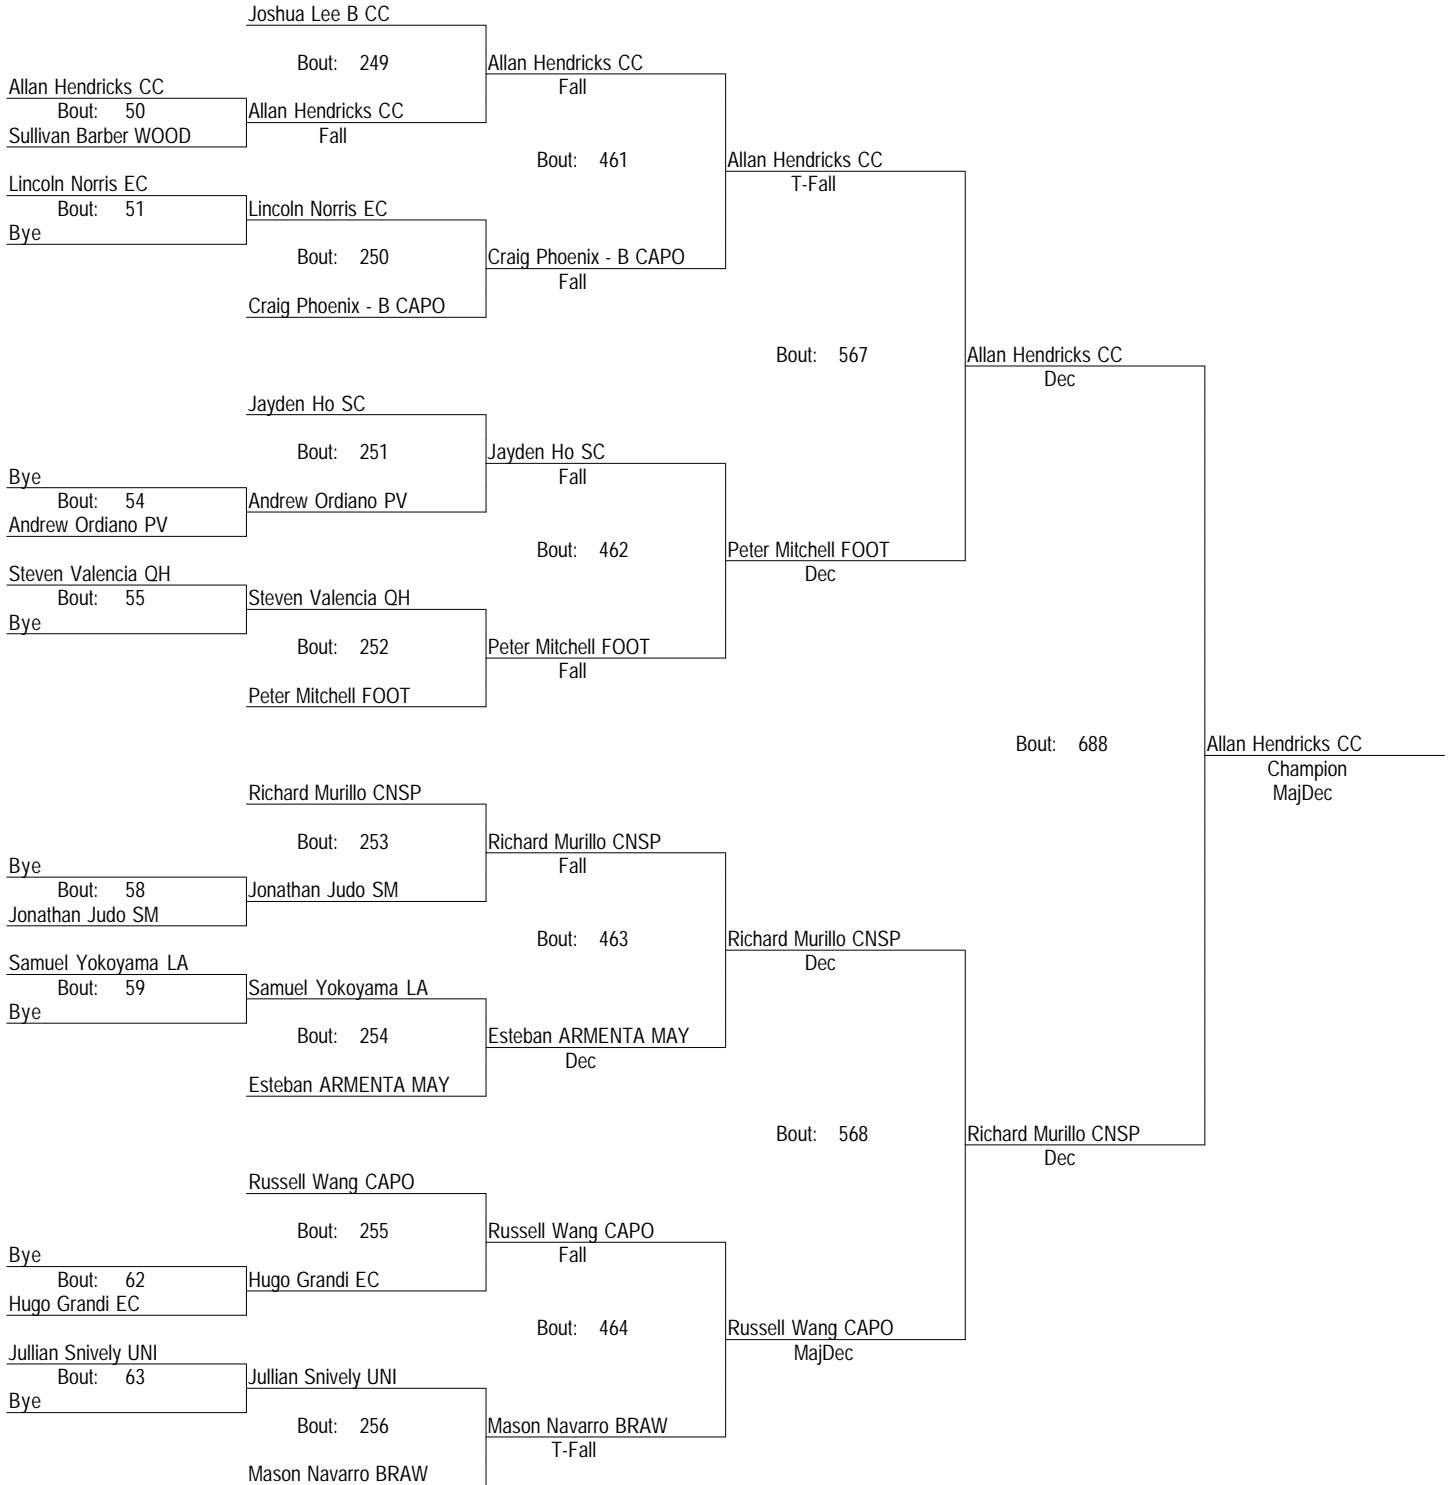 Joshua Lee B CC
Bout: 249
Allan Hendricks CC
Fall
Allan Hendricks CC
Bout: 50
Sullivan Barber WOOD
Allan Hendricks CC
Fall
Bout: 461
Allan Hendricks CC
T-Fall
Lincoln Norris EC
Bout: 51
Bye
Lincoln Norris EC
Bout: 250
Craig Phoenix - B CAPO
Fall
Craig Phoenix - B CAPO
Bout: 567
Allan Hendricks CC
Dec
Jayden Ho SC
Bout: 251
Jayden Ho SC
Fall
Bye
Bout: 54
Andrew Ordiano PV
Andrew Ordiano PV
Bout: 462
Peter Mitchell FOOT
Dec
Steven Valencia QH
Bout: 55
Bye
Steven Valencia QH
Bout: 252
Peter Mitchell FOOT
Fall
Peter Mitchell FOOT
Bout: 688
Allan Hendricks CC
Champion
MajDec
Richard Murillo CNSP
Bout: 253
Richard Murillo CNSP
Fall
Bye
Bout: 58
Jonathan Judo SM
Jonathan Judo SM
Bout: 463
Richard Murillo CNSP
Dec
Samuel Yokoyama LA
Bout: 59
Bye
Samuel Yokoyama LA
Bout: 254
Esteban ARMENTA MAY
Dec
Esteban ARMENTA MAY
Bout: 568
Richard Murillo CNSP
Dec
Russell Wang CAPO
Bout: 255
Russell Wang CAPO
Fall
Bye
Bout: 62
Hugo Grandi EC
Hugo Grandi EC
Bout: 464
Russell Wang CAPO
MajDec
Jullian Snively UNI
Bout: 63
Bye
Jullian Snively UNI
Bout: 256
Mason Navarro BRAW
T-Fall
Mason Navarro BRAW